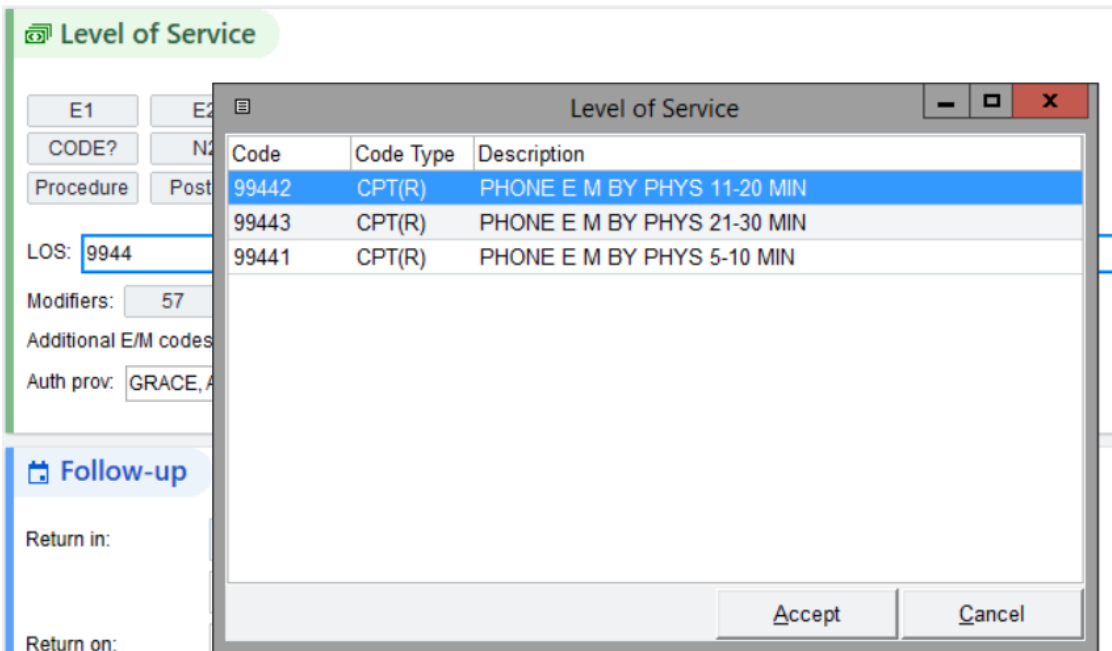 Level of Service
E1 E2
CODE? N2
Procedure Post
LOS: 9944
Modifiers: 57
Additional E/M codes
Auth prov: GRACE, A
Follow-up
Return in:
Return on:
Level of Service
Code Code Type Description
99442 CPT(R) PHONE E M BY PHYS 11-20 MIN
99443 CPT(R) PHONE E M BY PHYS 21-30 MIN
99441 CPT(R) PHONE E M BY PHYS 5-10 MIN
Accept Cancel